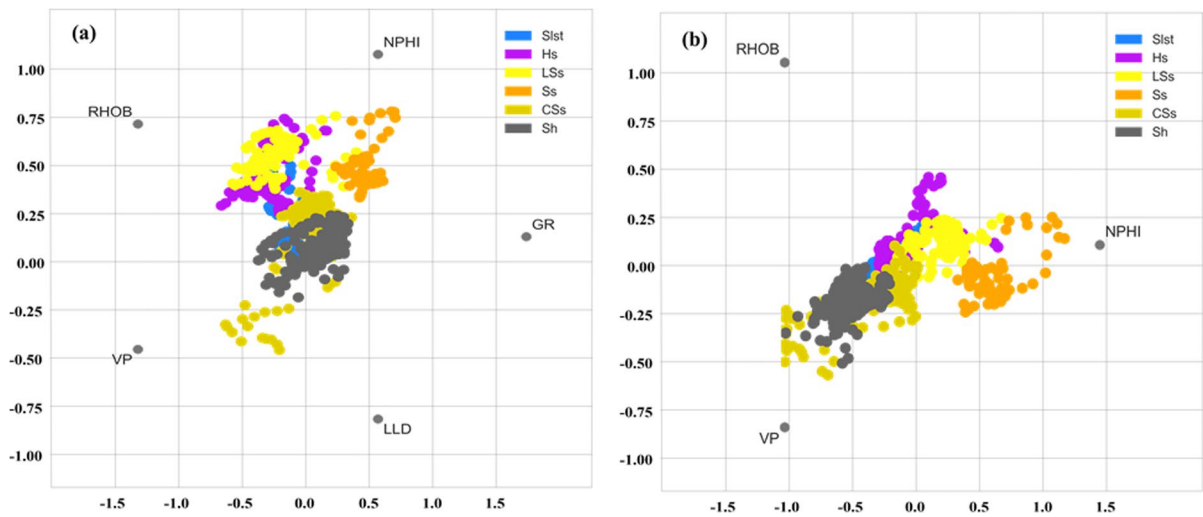 (a)
NPHI
Slst
Hs
LSs
Ss
CSs
Sh
RHOB
GR
VP
LLD
1.00
0.75
0.50
0.25
0.00
-0.25
-0.50
-0.75
-1.00
-1.5
-1.0
-0.5
0.0
0.5
1.0
1.5
(b)
RHOB
Slst
Hs
LSs
Ss
CSs
Sh
NPHI
VP
1.00
0.75
0.50
0.25
0.00
-0.25
-0.50
-0.75
-1.00
-1.5
-1.0
-0.5
0.0
0.5
1.0
1.5